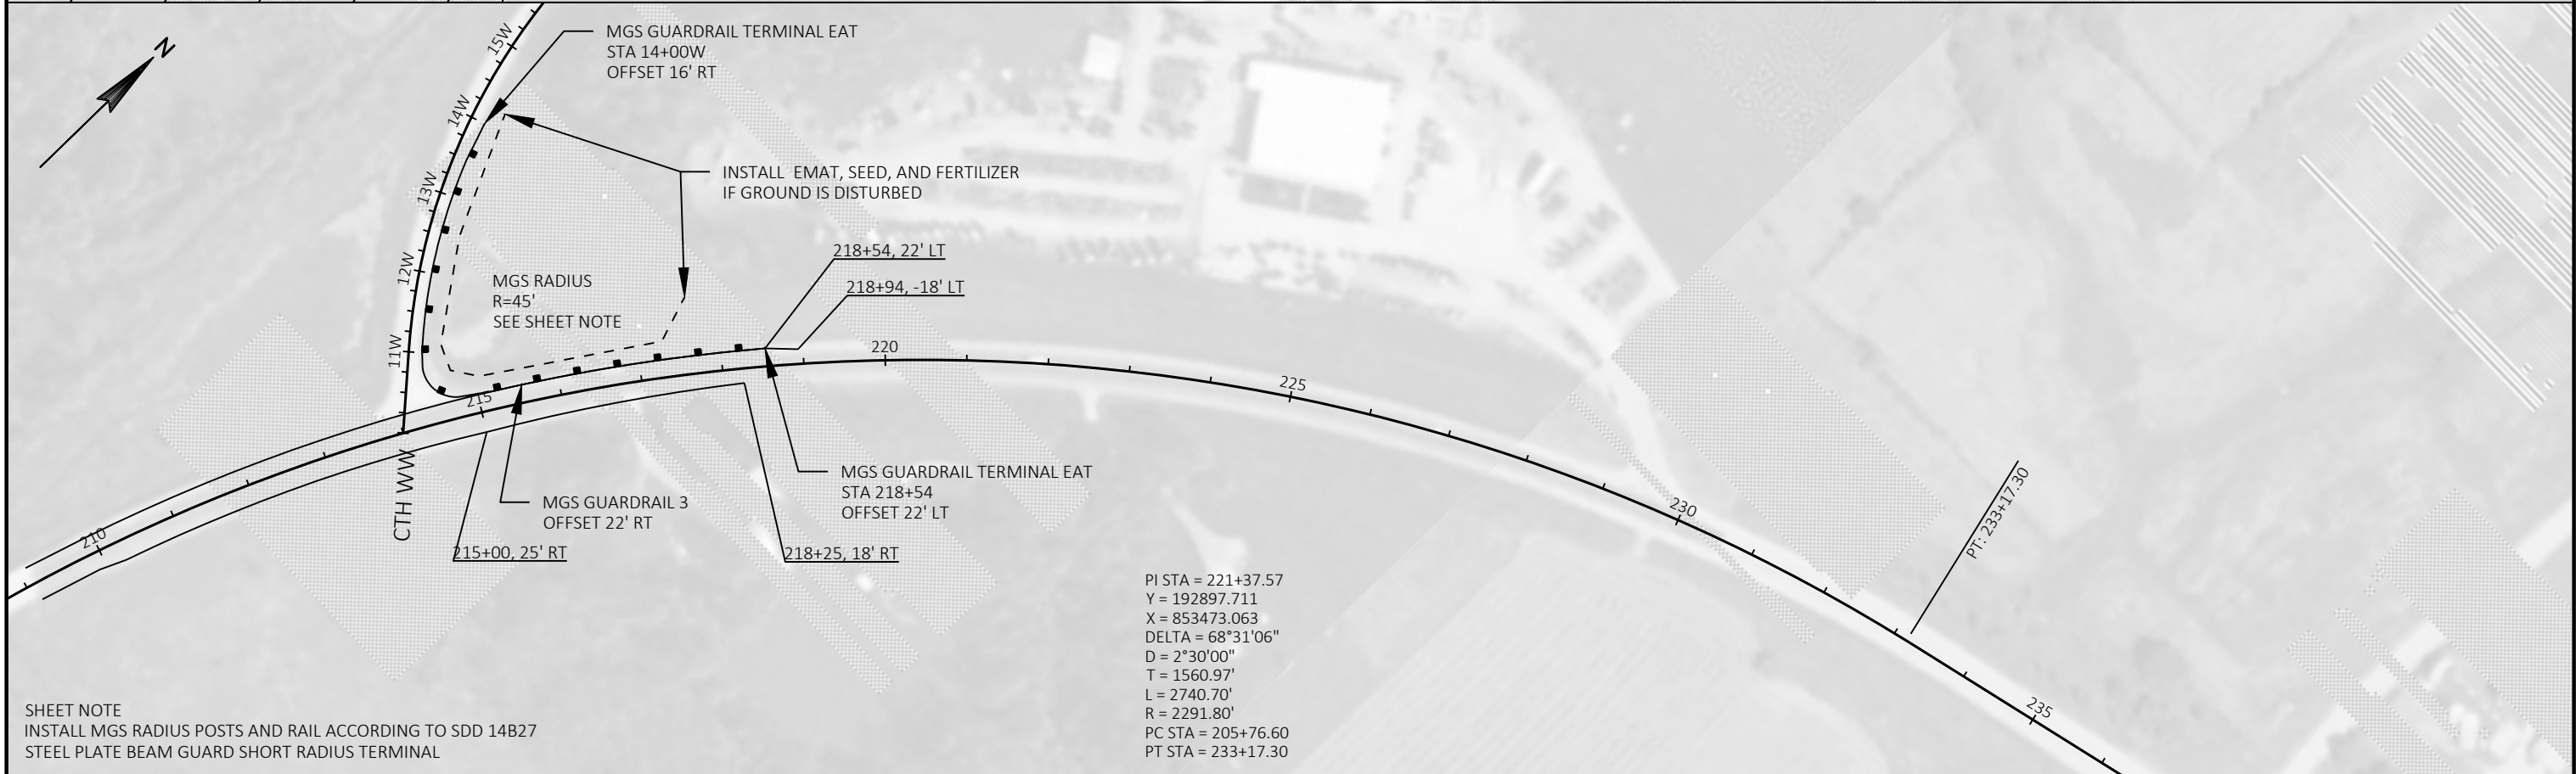 N
15W
MGS GUARDRAIL TERMINAL EAT
STA 14+00W
OFFSET 16' RT
14W
INSTALL EMAT, SEED, AND FERTILIZER
IF GROUND IS DISTURBED
13W
12W
218+54, 22' LT
218+94, -18' LT
MGS RADIUS
R=45'
SEE SHEET NOTE
11W
220
225
215
MGS GUARDRAIL TERMINAL EAT
STA 218+54
OFFSET 22' LT
MGS GUARDRAIL 3
OFFSET 22' RT
CTH WW
210
215+00, 25' RT
218+25, 18' RT
230
PT: 233+17.30
PI STA = 221+37.57
Y = 192897.711
X = 853473.063
DELTA = 68°31'06"
D = 2°30'00"
T = 1560.97'
L = 2740.70'
R = 2291.80'
PC STA = 205+76.60
PT STA = 233+17.30
235
SHEET NOTE
INSTALL MGS RADIUS POSTS AND RAIL ACCORDING TO SDD 14B27
STEEL PLATE BEAM GUARD SHORT RADIUS TERMINAL